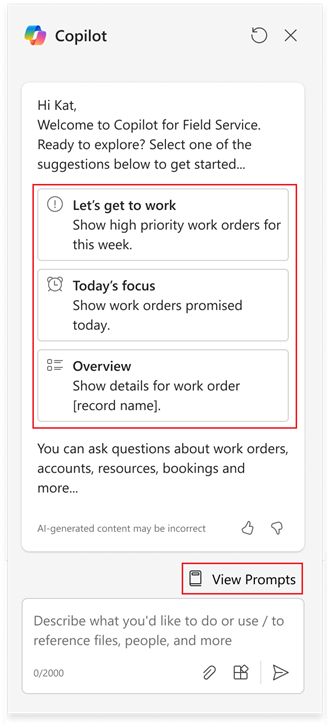 Copilot
Hi Kat,
Welcome to Copilot for Field Service.
Ready to explore? Select one of the
suggestions below to get started...
Let's get to work
Show high priority work orders for
this week.
Today's focus
Show work orders promised
today.
Overview
Show details for work order
[record name].
You can ask questions about work orders,
accounts, resources, bookings and
more...
AI-generated content may be incorrect
View Prompts
Describe what you'd like to do or use / to
reference files, people, and more
0/2000